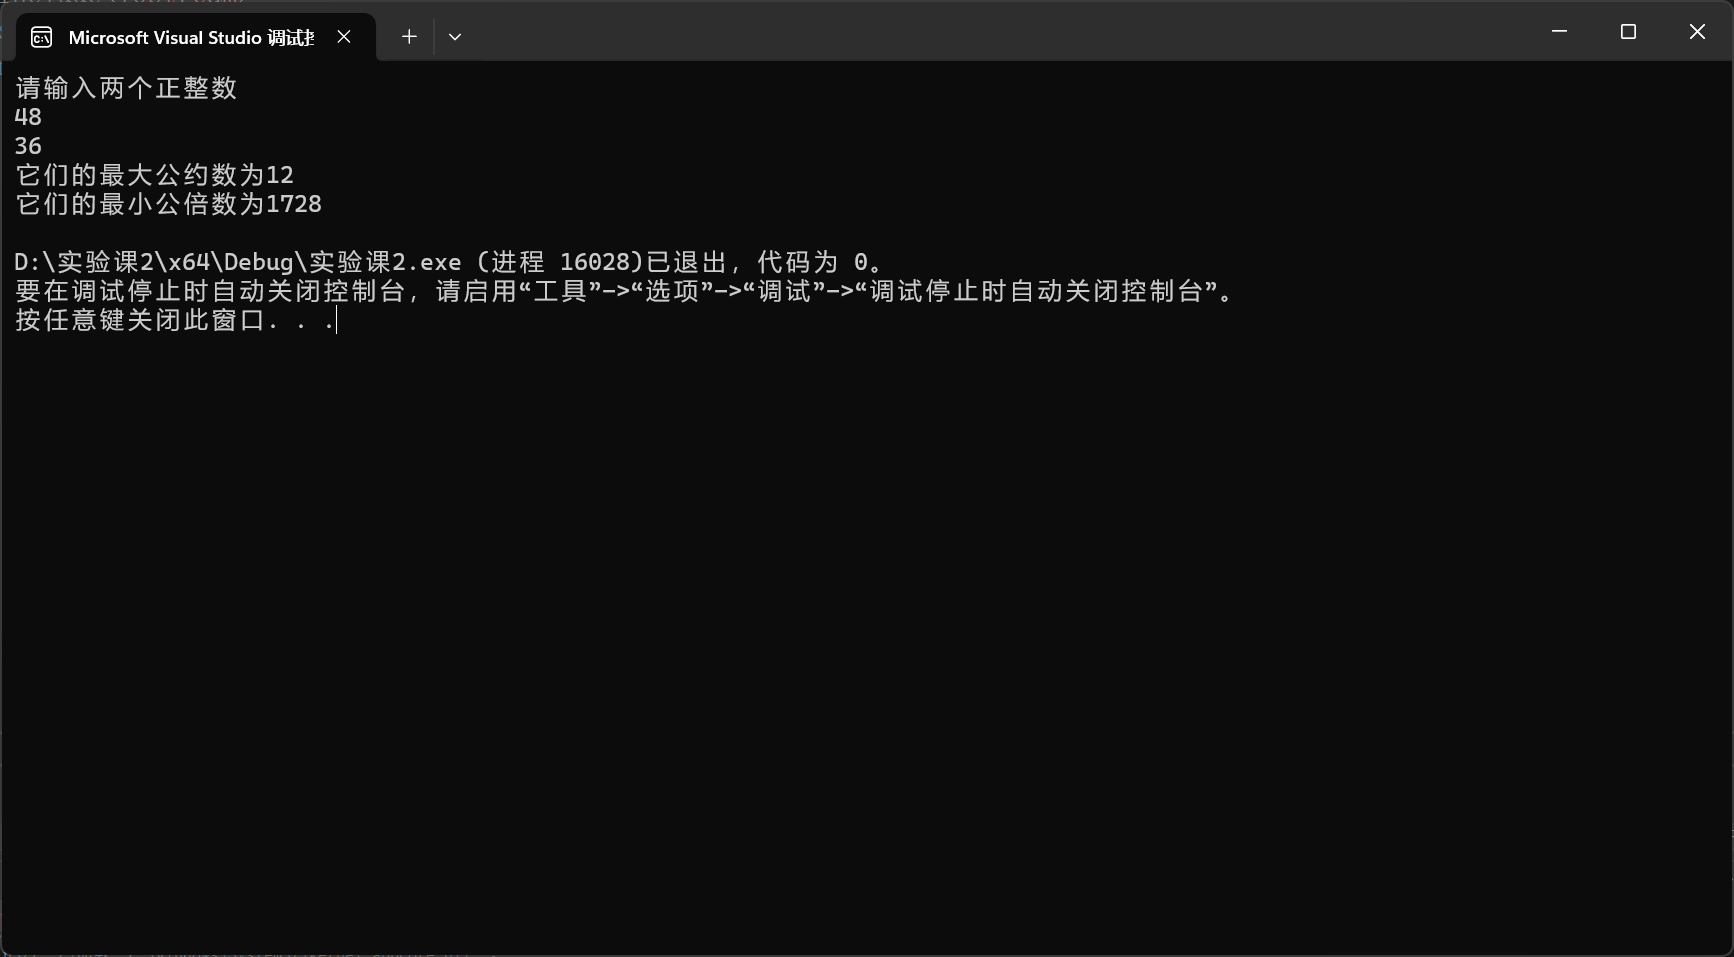 Microsoft Visual Studio 调试
请输入两个正整数
48
36
它们的最大公约数为12
它们的最小公倍数为1728
D:\实验课2\x64\Debug\实验课2.exe (进程 16028)已退出，代码为 0。
要在调试停止时自动关闭控制台，请启用“工具”->“选项”->“调试”->“调试停止时自动关闭控制台”。
按任意键关闭此窗口. . .